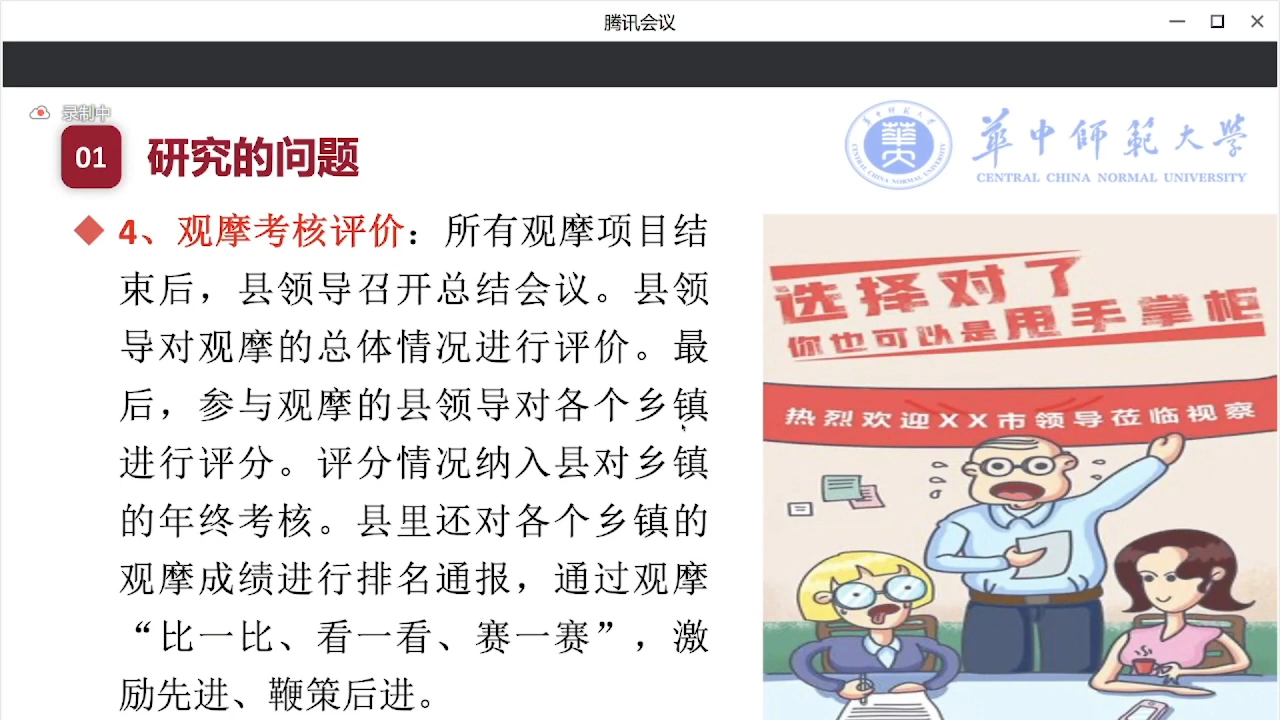 腾讯会议
录制中
01 研究的问题
華中師範大学
華大
CENTRAL CHINA NORMAL UNIVERSITY
CENTRAL CHINA NORMAL UNIVERSITY
4、观摩考核评价：所有观摩项目结
束后，县领导召开总结会议。县领
导对观摩的总体情况进行评价。最
后，参与观摩的县领导对各个乡镇
进行评分。评分情况纳入县对乡镇
的年终考核。县里还对各个乡镇的
观摩成绩进行排名通报，通过观摩
“比一比、看一看、赛一赛”，激
励先进、鞭策后进。
选择对了
你也可以是甩手掌柜
热烈欢迎XX市领导莅临视察